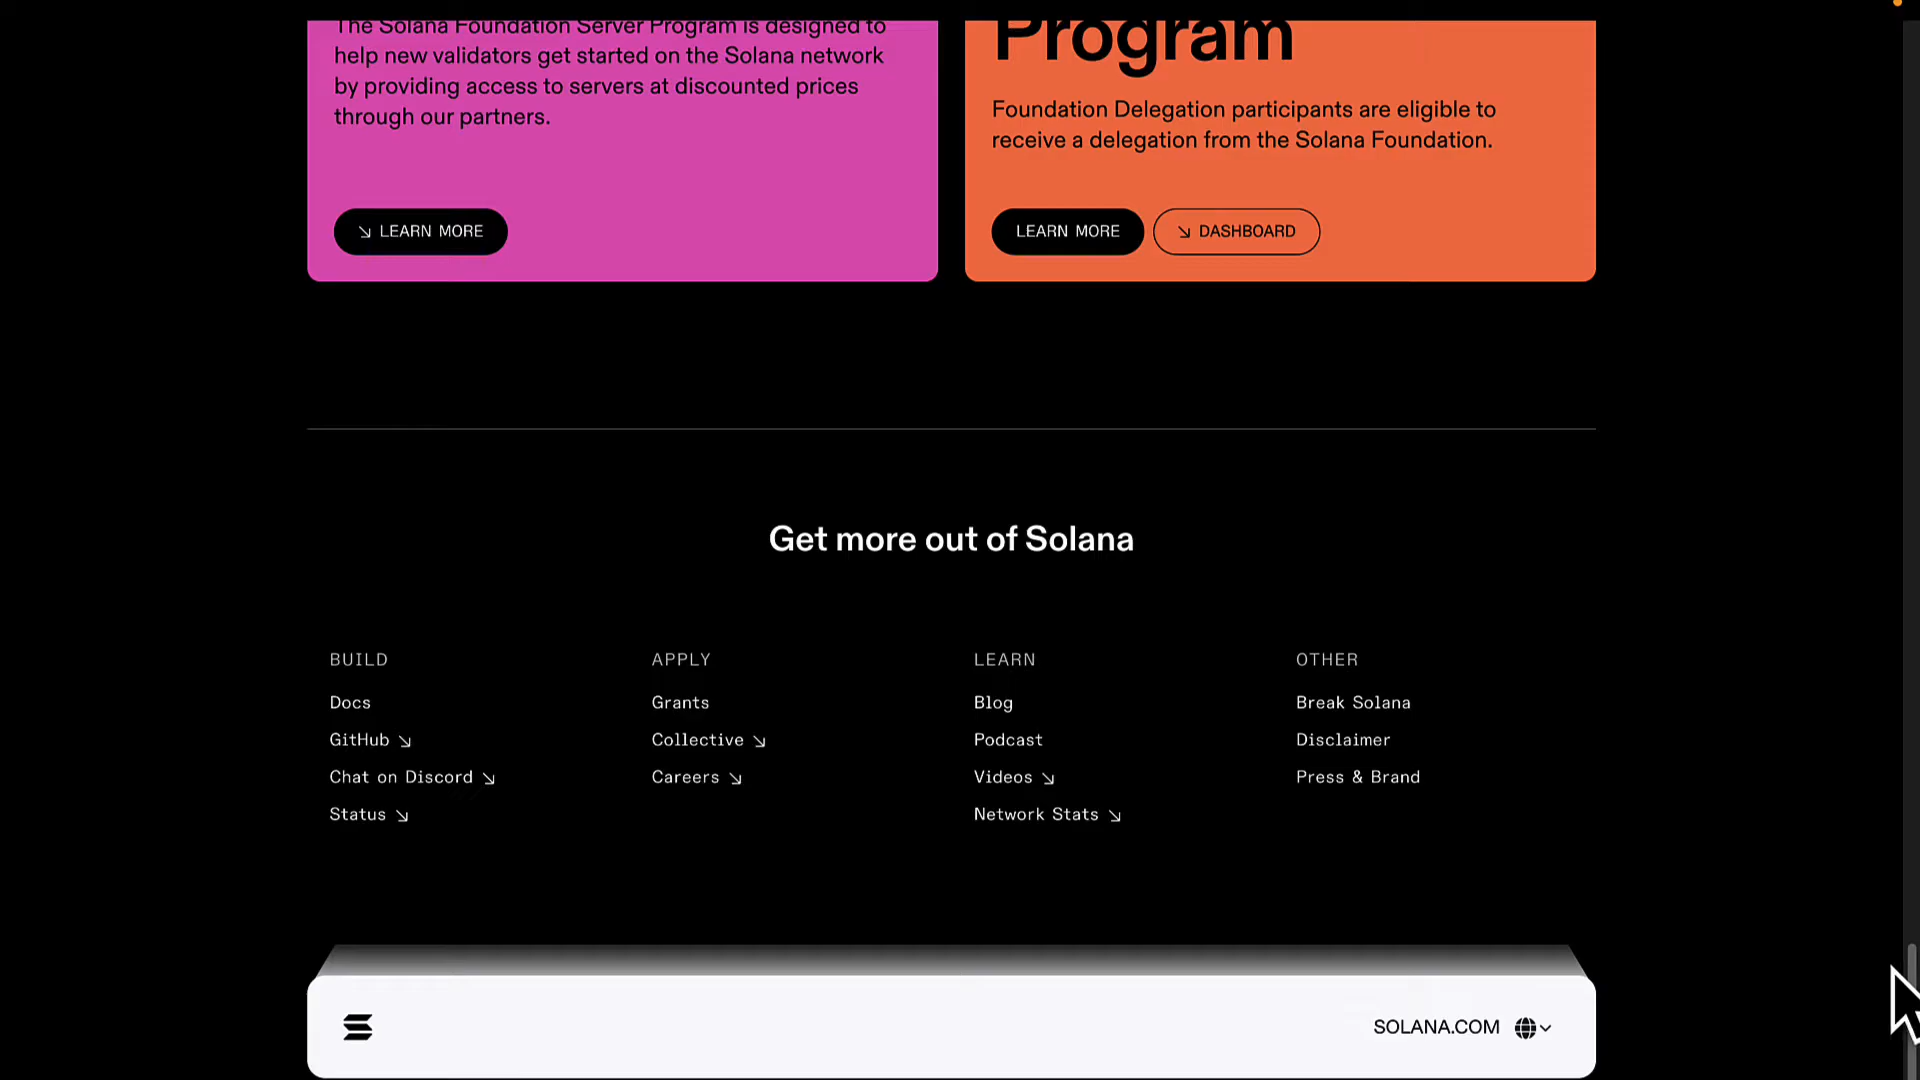 The Solana Foundation Server Program is designed to
help new validators get started on the Solana network
by providing access to servers at discounted prices
through our partners.
LEARN MORE
Program
Foundation Delegation participants are eligible to
receive a delegation from the Solana Foundation.
LEARN MORE
DASHBOARD
Get more out of Solana
BUILD
Docs
GitHub
Chat on Discord
Status
APPLY
Grants
Collective
Careers
LEARN
Blog
Podcast
Videos
Network Stats
OTHER
Break Solana
Disclaimer
Press & Brand
SOLANA.COM